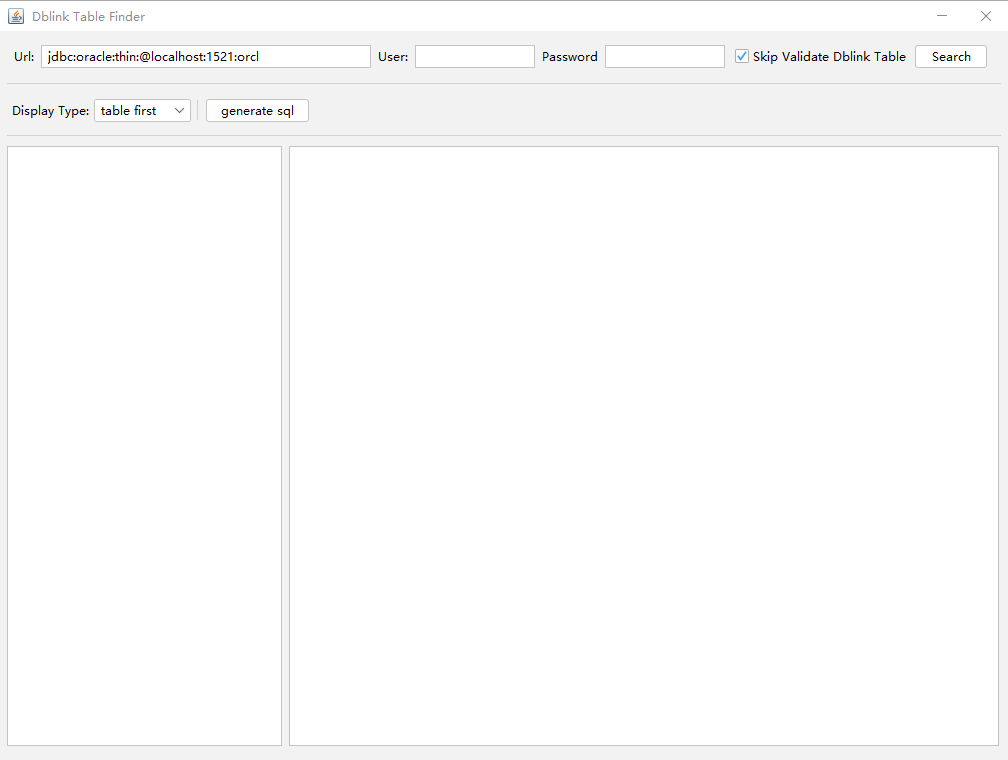 Dblink Table Finder
Url: jdbc:oracle:thin:@localhost:1521:orcl User: Password Skip Validate Dblink Table Search
Display Type: table first generate sql